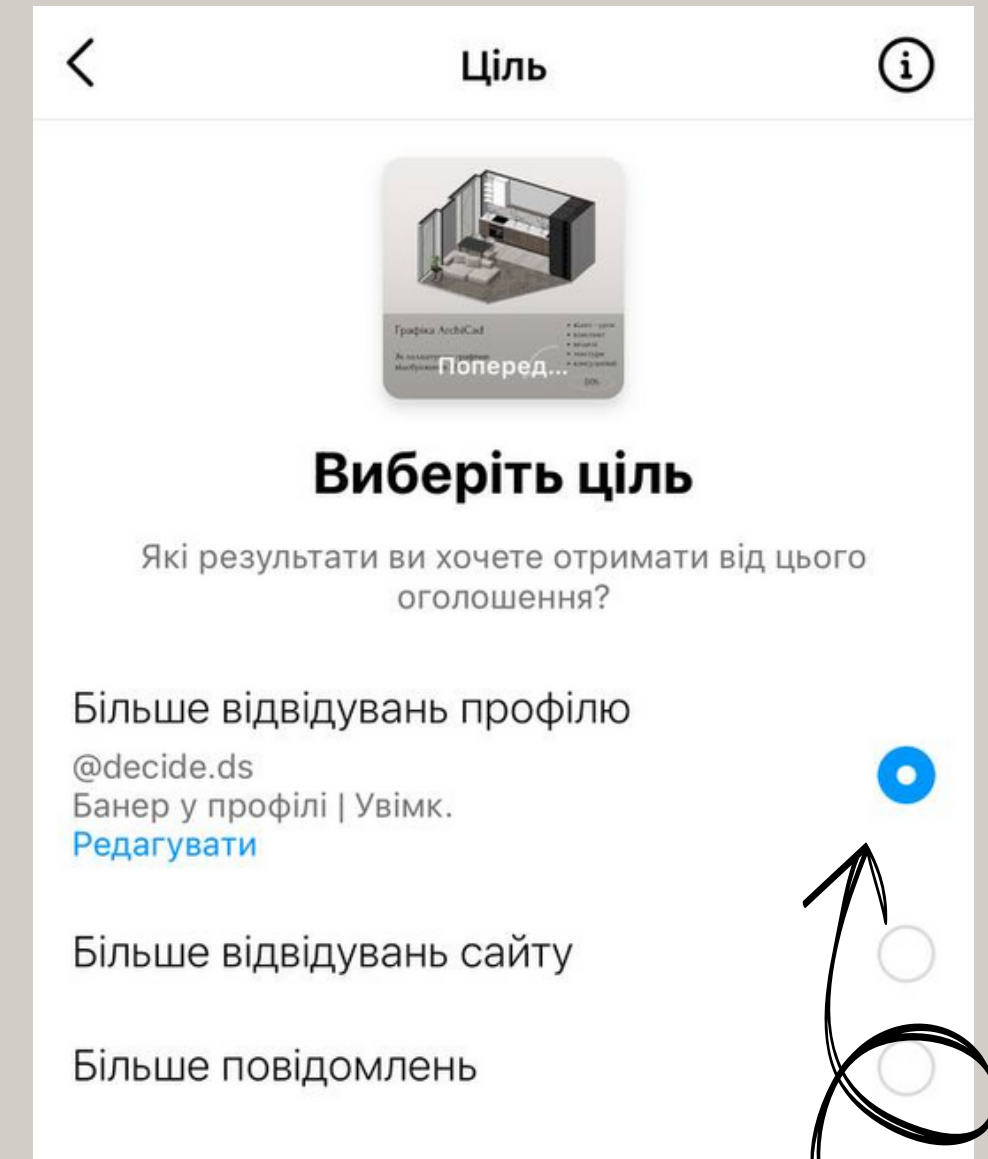 Ціль
Графіка ArchiCad
Поперед...
Виберіть ціль
Які результати ви хочете отримати від цього
оголошення?
Більше відвідувань профілю
@decide.ds
Банер у профілі | Увімк.
Редагувати
Більше відвідувань сайту
Більше повідомлень